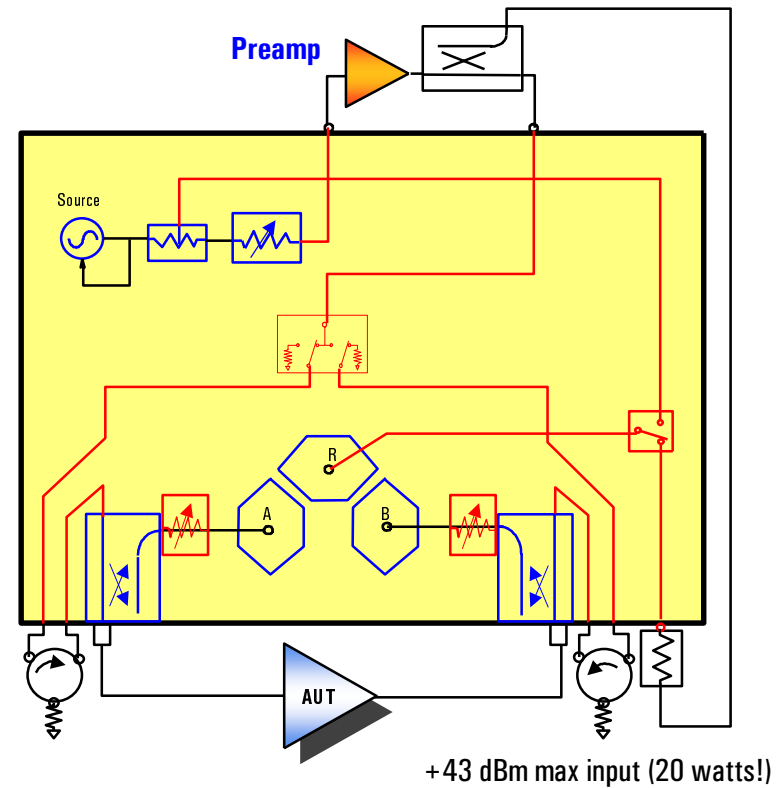 Preamp
Source
R
A
B
AUT
+43 dBm max input (20 watts!)